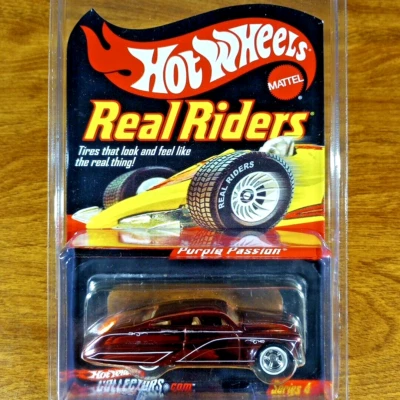 HOT WHEELS
MATTEL
Real Riders
Tires that look and feel like
the real thing!
REAL RIDERS
Purple Passion™
HOT WHEELS
COLLECTORS.com
Series 4